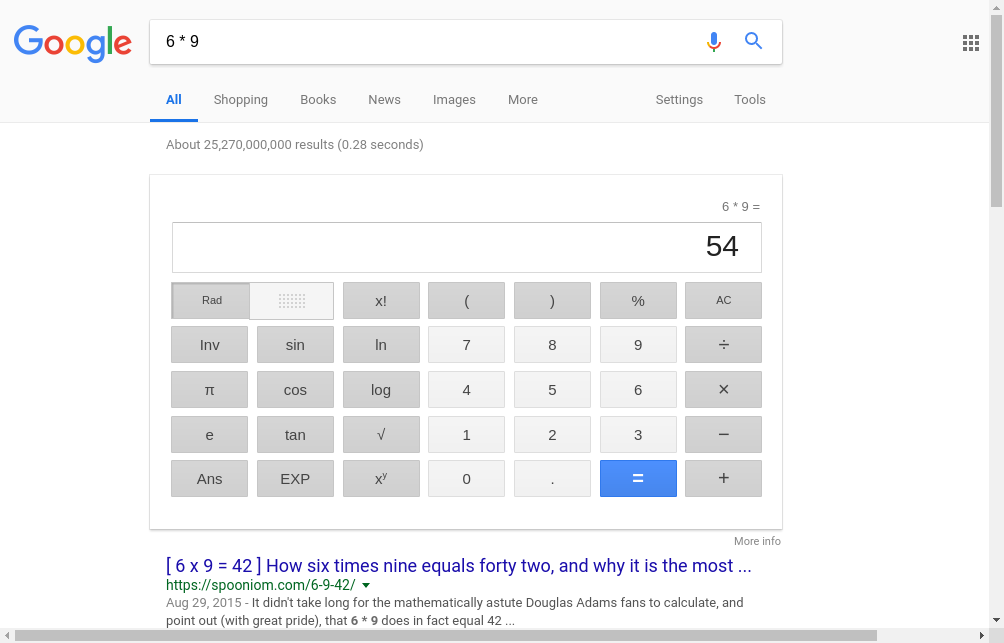 Google
6 * 9
All Shopping Books News Images More Settings Tools
About 25,270,000,000 results (0.28 seconds)
6 * 9 =
54
Rad x! ( ) % AC
Inv sin ln 7 8 9 ÷
π cos log 4 5 6 ×
e tan √ 1 2 3 −
Ans EXP xʸ 0 . = +
More info
[ 6 x 9 = 42 ] How six times nine equals forty two, and why it is the most ...
https://spooniom.com/6-9-42/
Aug 29, 2015 - It didn't take long for the mathematically astute Douglas Adams fans to calculate, and
point out (with great pride), that 6 * 9 does in fact equal 42 ...